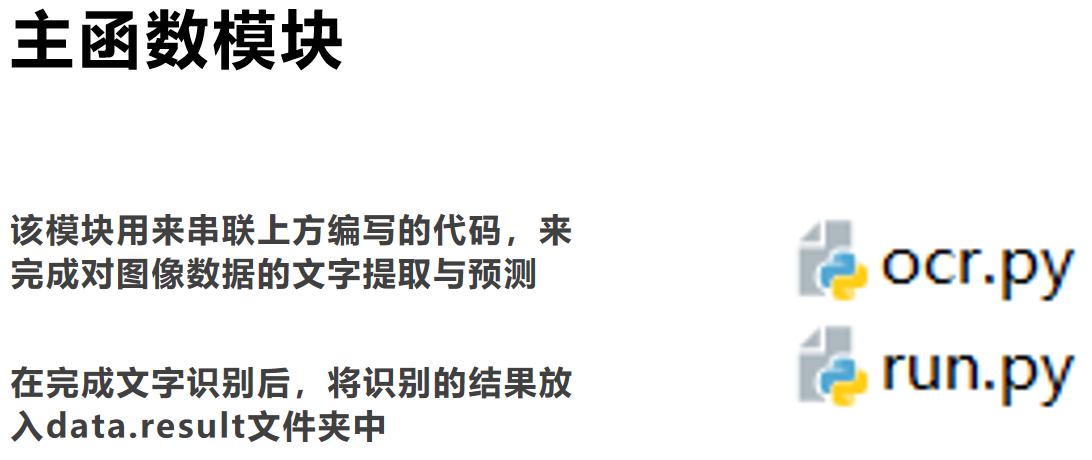 主函数模块
该模块用来串联上方编写的代码，来
完成对图像数据的文字提取与预测
在完成文字识别后，将识别的结果放
入data.result文件夹中
ocr.py
run.py